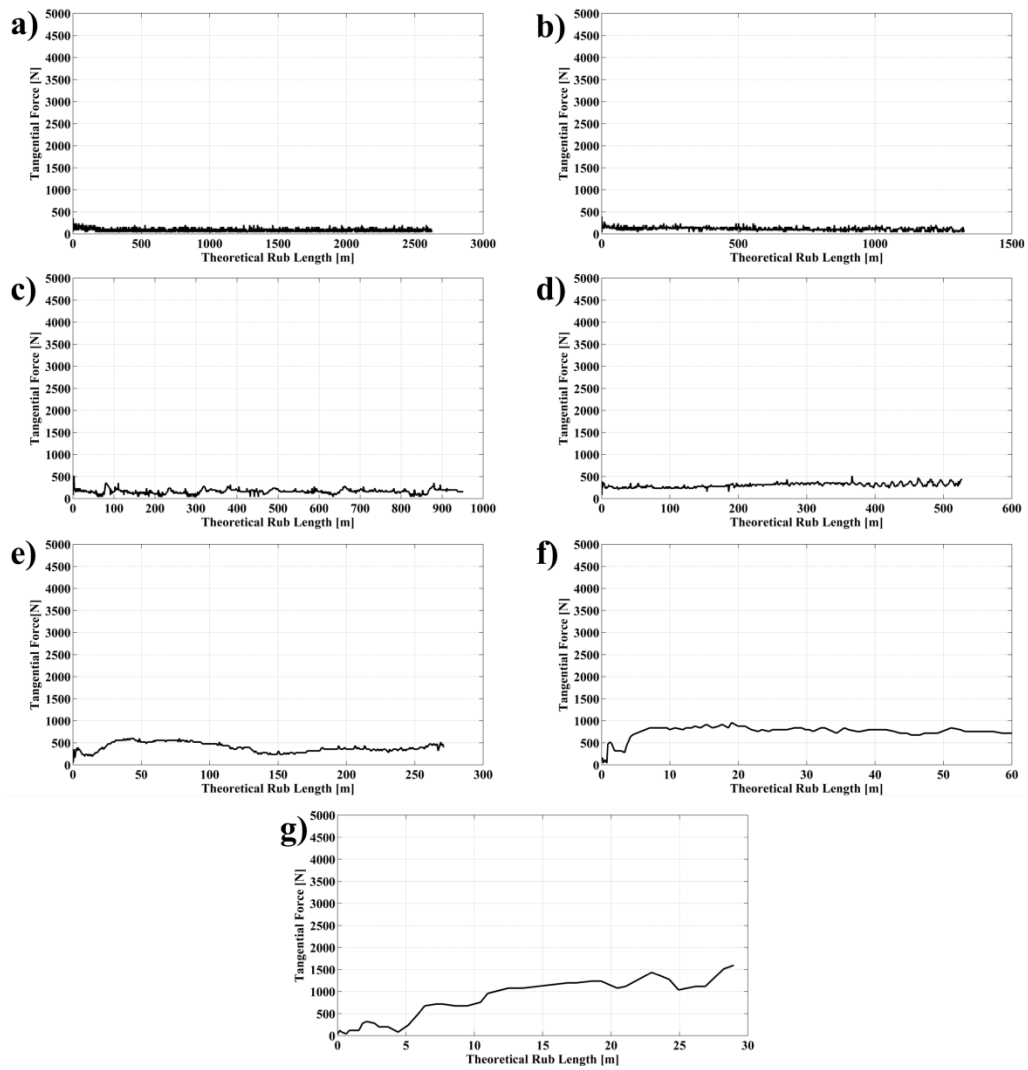 a)
5000
4500
4000
3500
3000
2500
2000
1500
1000
500
0
Tangential Force [N]
0 500 1000 1500 2000 2500 3000
Theoretical Rub Length [m]
b)
5000
4500
4000
3500
3000
2500
2000
1500
1000
500
0
Tangential Force [N]
0 500 1000 1500
Theoretical Rub Length [m]
c)
5000
4500
4000
3500
3000
2500
2000
1500
1000
500
0
Tangential Force [N]
0 100 200 300 400 500 600 700 800 900 1000
Theoretical Rub Length [m]
d)
5000
4500
4000
3500
3000
2500
2000
1500
1000
500
0
Tangential Force [N]
0 100 200 300 400 500 600
Theoretical Rub Length [m]
e)
5000
4500
4000
3500
3000
2500
2000
1500
1000
500
0
Tangential Force[N]
0 50 100 150 200 250 300
Theoretical Rub Length [m]
f)
5000
4500
4000
3500
3000
2500
2000
1500
1000
500
0
Tangential Force [N]
0 10 20 30 40 50 60
Theoretical Rub Length [m]
g)
5000
4500
4000
3500
3000
2500
2000
1500
1000
500
0
Tangential Force [N]
0 5 10 15 20 25 30
Theoretical Rub Length [m]